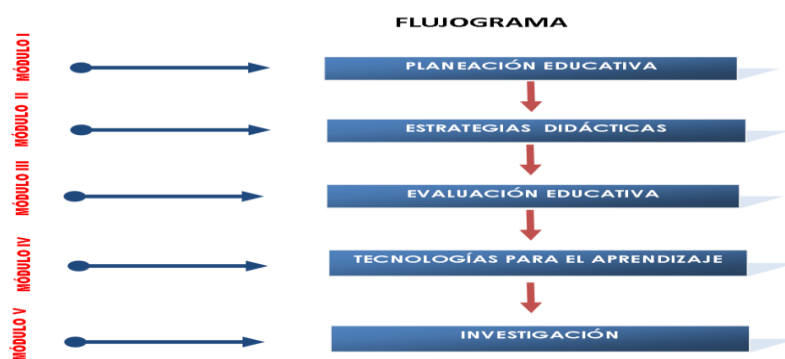 FLUJOGRAMA
MÓDULO I
PLANEACIÓN EDUCATIVA
MÓDULO II
ESTRATEGIAS DIDÁCTICAS
MÓDULO III
EVALUACIÓN EDUCATIVA
MÓDULO IV
TECNOLOGÍAS PARA EL APRENDIZAJE
MÓDULO V
INVESTIGACIÓN